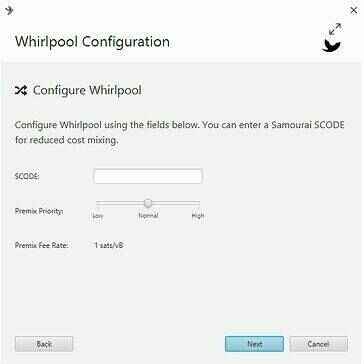 Whirlpool Configuration
Configure Whirlpool
Configure Whirlpool using the fields below. You can enter a Samourai SCODE
for reduced cost mixing.
SCODE:
Premix Priority:
Low Normal High
Premix Fee Rate: 1 sats/vB
Back Next Cancel